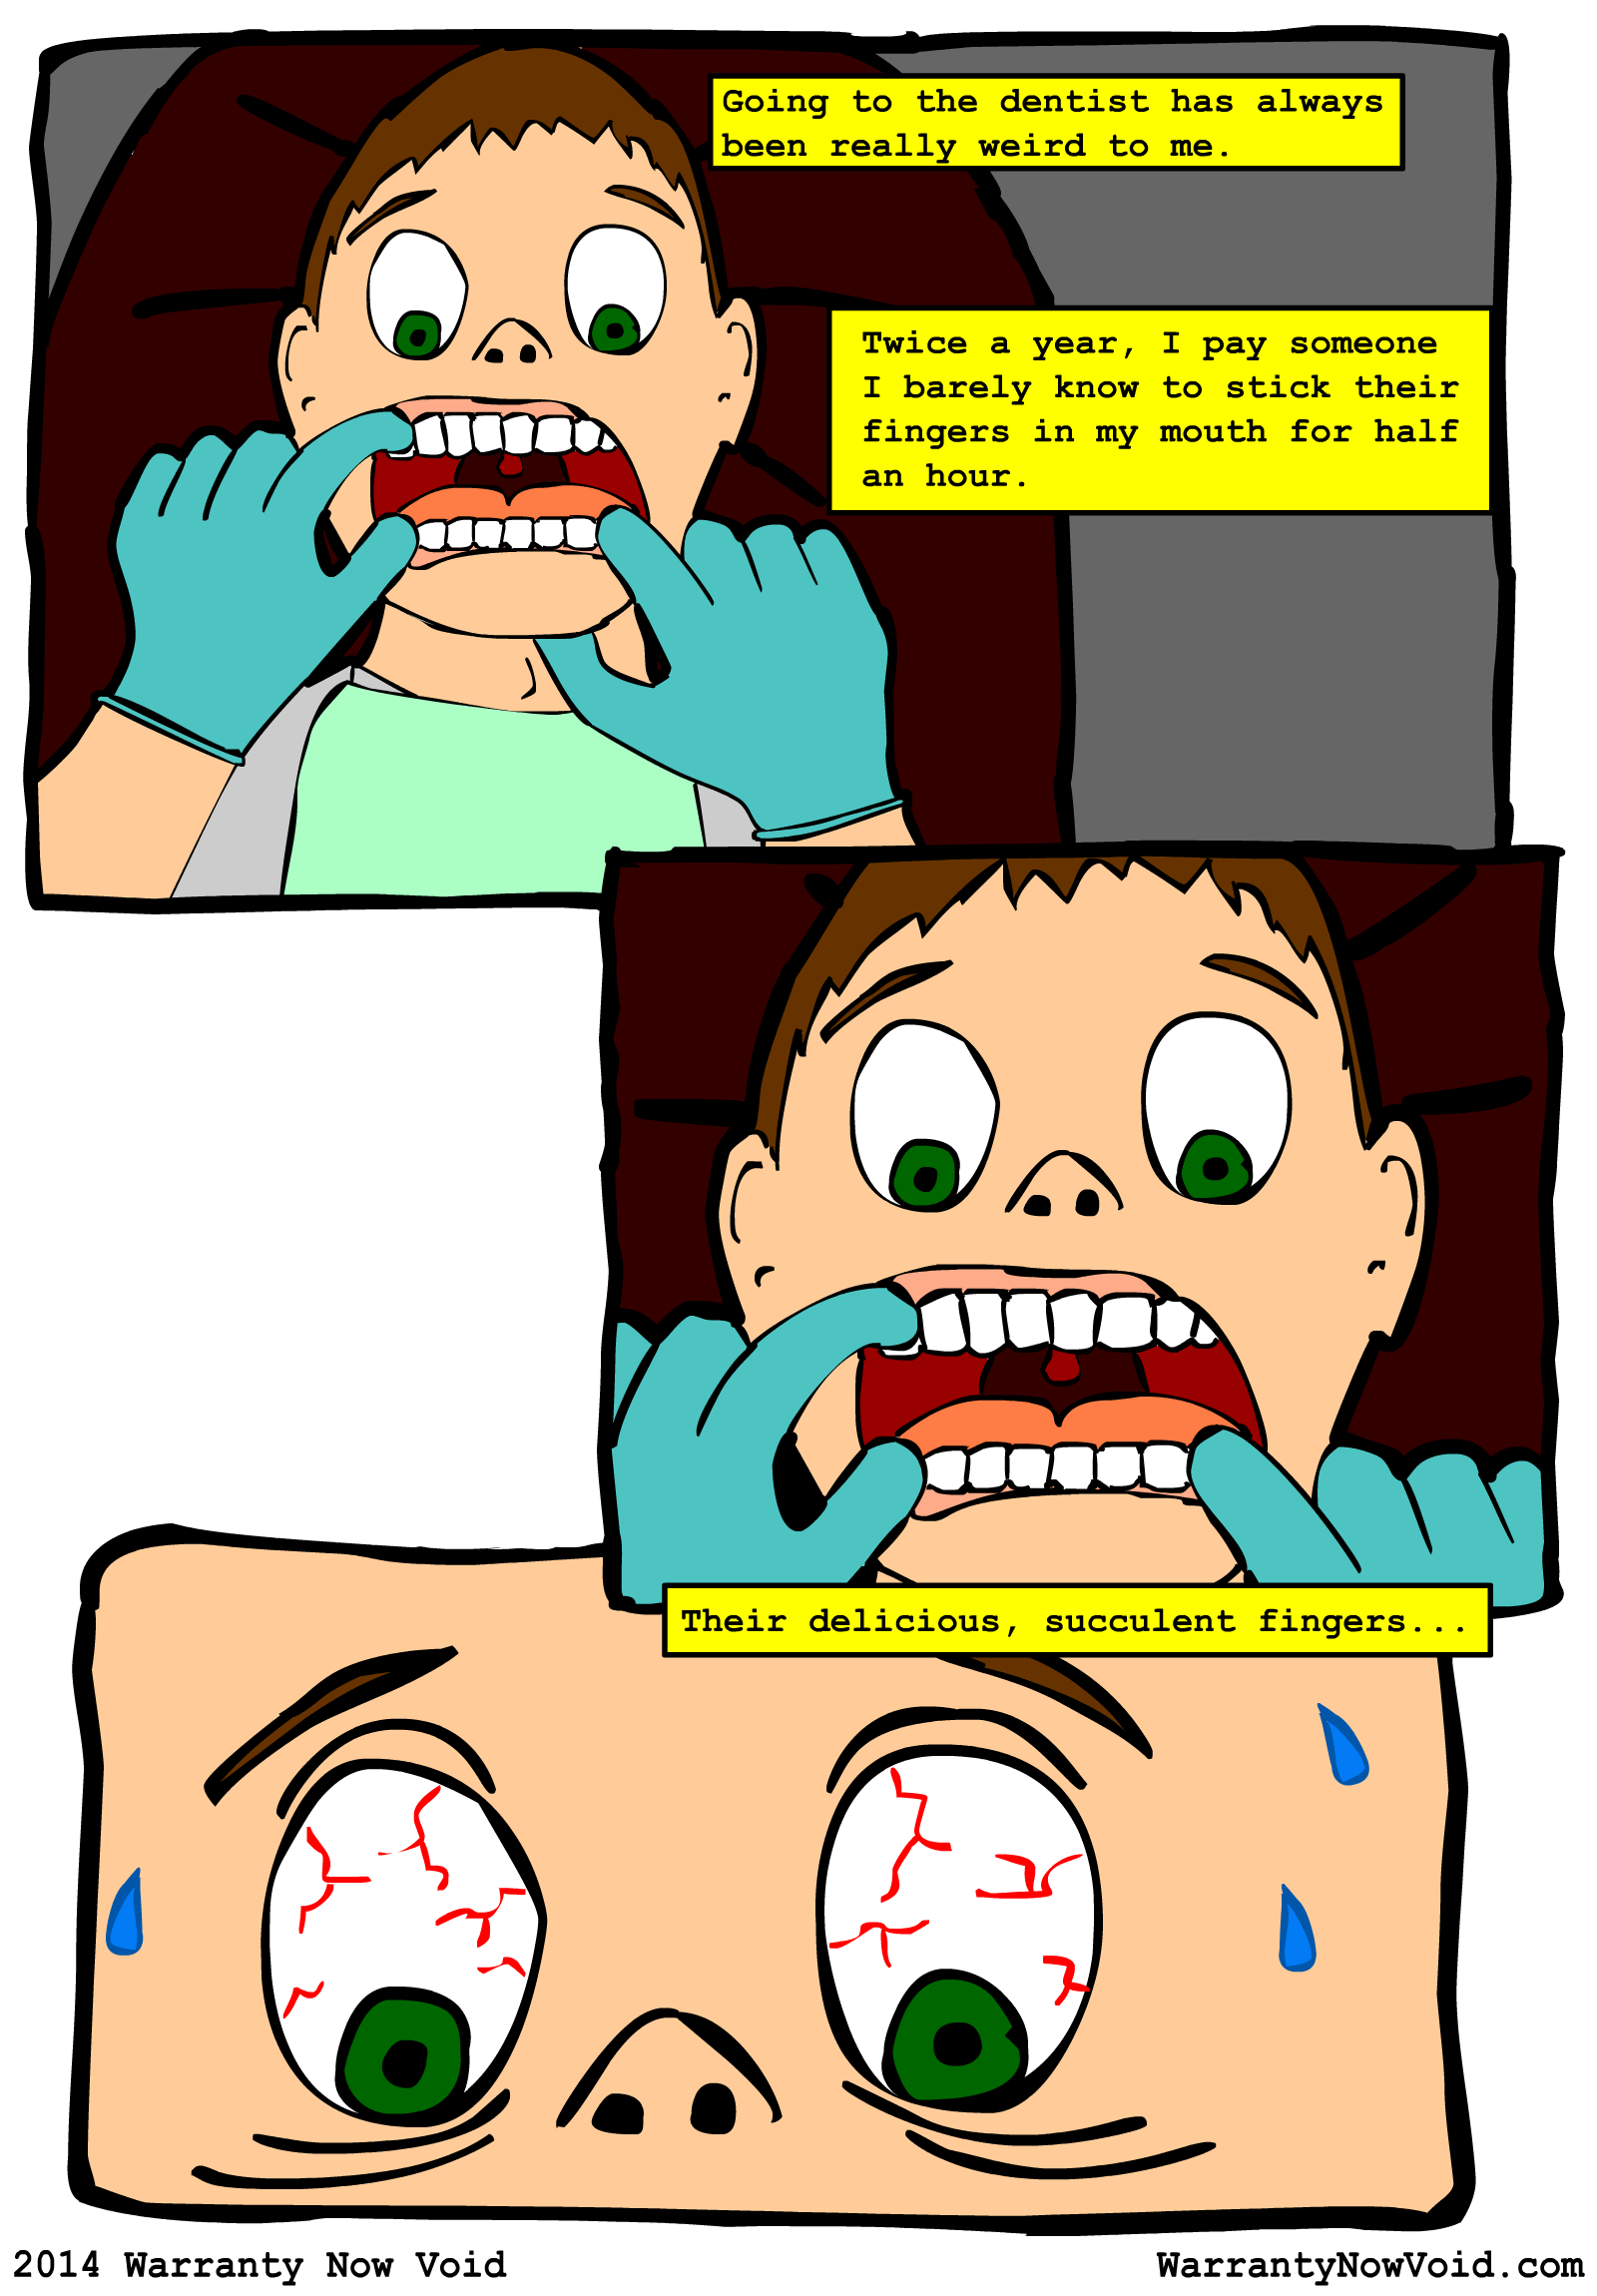 Going to the dentist has always
been really weird to me.
Twice a year, I pay someone
I barely know to stick their
fingers in my mouth for half
an hour.
Their delicious, succulent fingers...
2014 Warranty Now Void
WarrantyNowVoid.com